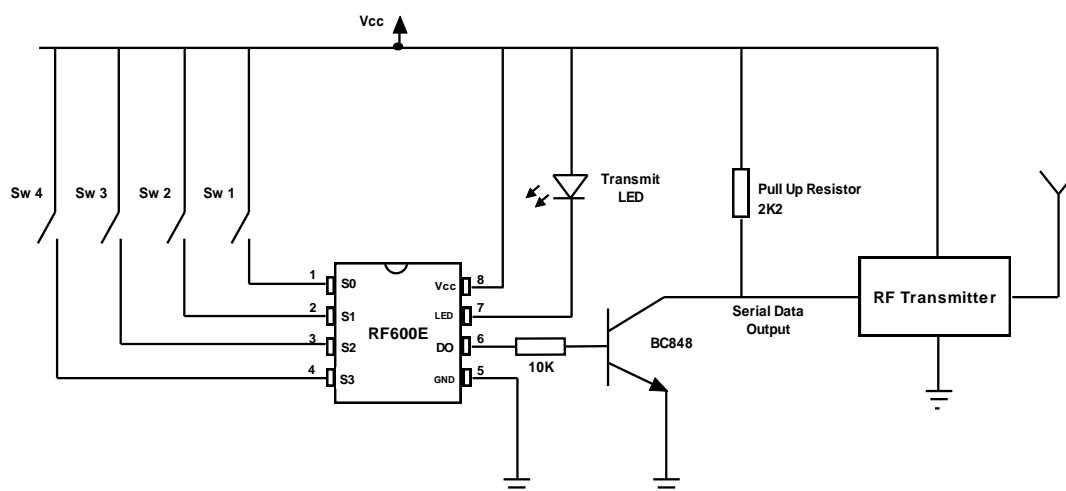 Vcc
Sw 4
Sw 3
Sw 2
Sw 1
Transmit
LED
Pull Up Resistor
2K2
1
S0
2
S1
3
S2
4
S3
RF600E
Vcc
8
LED
7
DO
6
GND
5
10K
BC848
Serial Data
Output
RF Transmitter